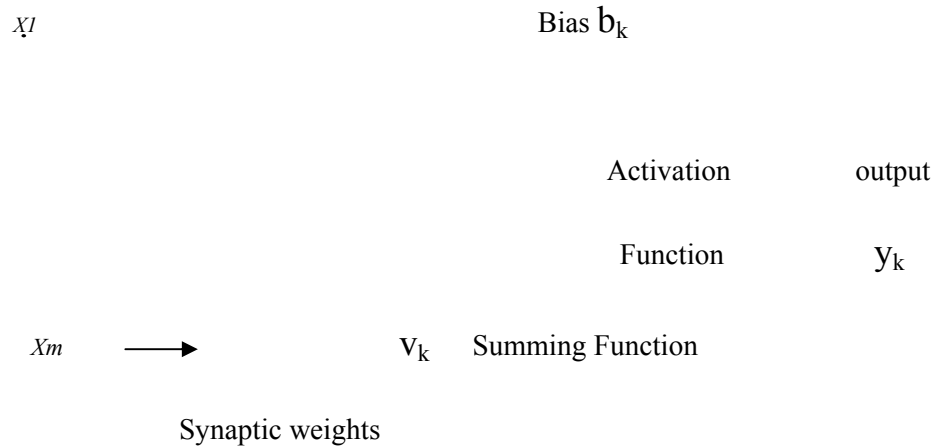 X1 Bias bk
Activation output
Function yk
Xm vk Summing Function
Synaptic weights